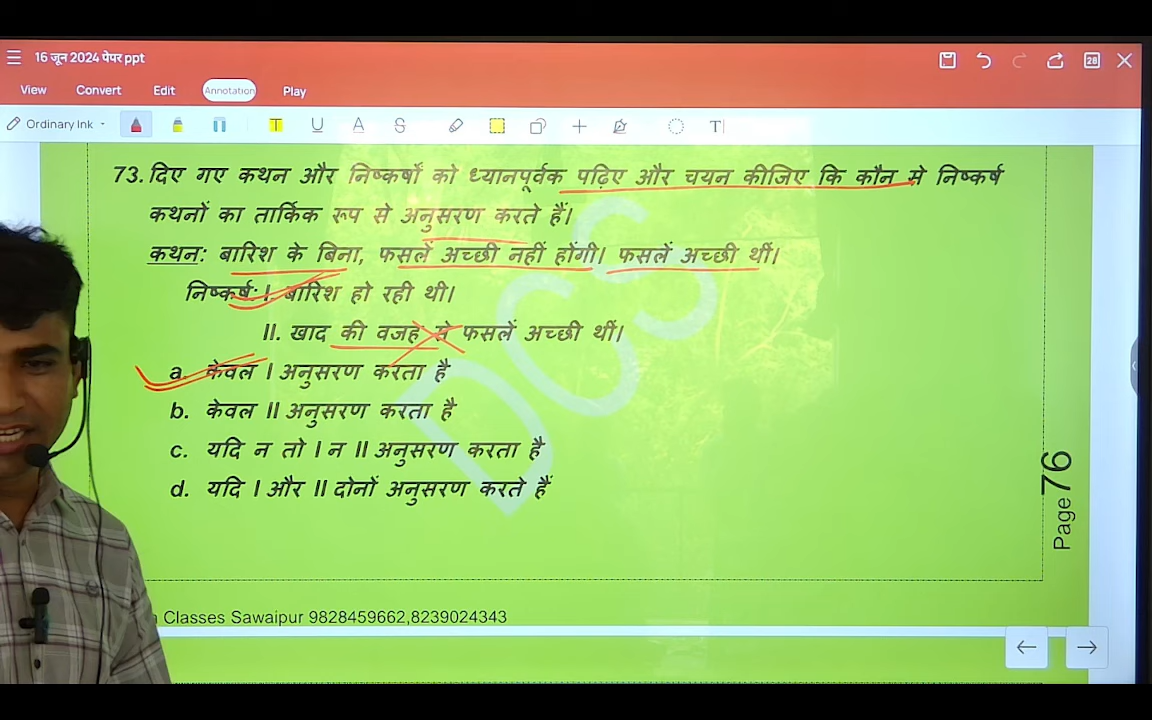 16 जून 2024 पेपर ppt
28
View Convert Edit Annotation Play
Ordinary Ink T U A S T
73. दिए गए कथन और निष्कर्षों को ध्यानपूर्वक पढ़िए और चयन कीजिए कि कौन से निष्कर्ष
कथनों का तार्किक रूप से अनुसरण करते हैं।
कथन: बारिश के बिना, फसलें अच्छी नहीं होंगी। फसलें अच्छी थीं।
निष्कर्ष: I. बारिश हो रही थी।
II. खाद की वजह से फसलें अच्छी थीं।
a. केवल I अनुसरण करता है
b. केवल II अनुसरण करता है
c. यदि न तो I न II अनुसरण करता है
d. यदि I और II दोनों अनुसरण करते हैं
DCS
Page 76
Classes Sawaipur 9828459662,8239024343